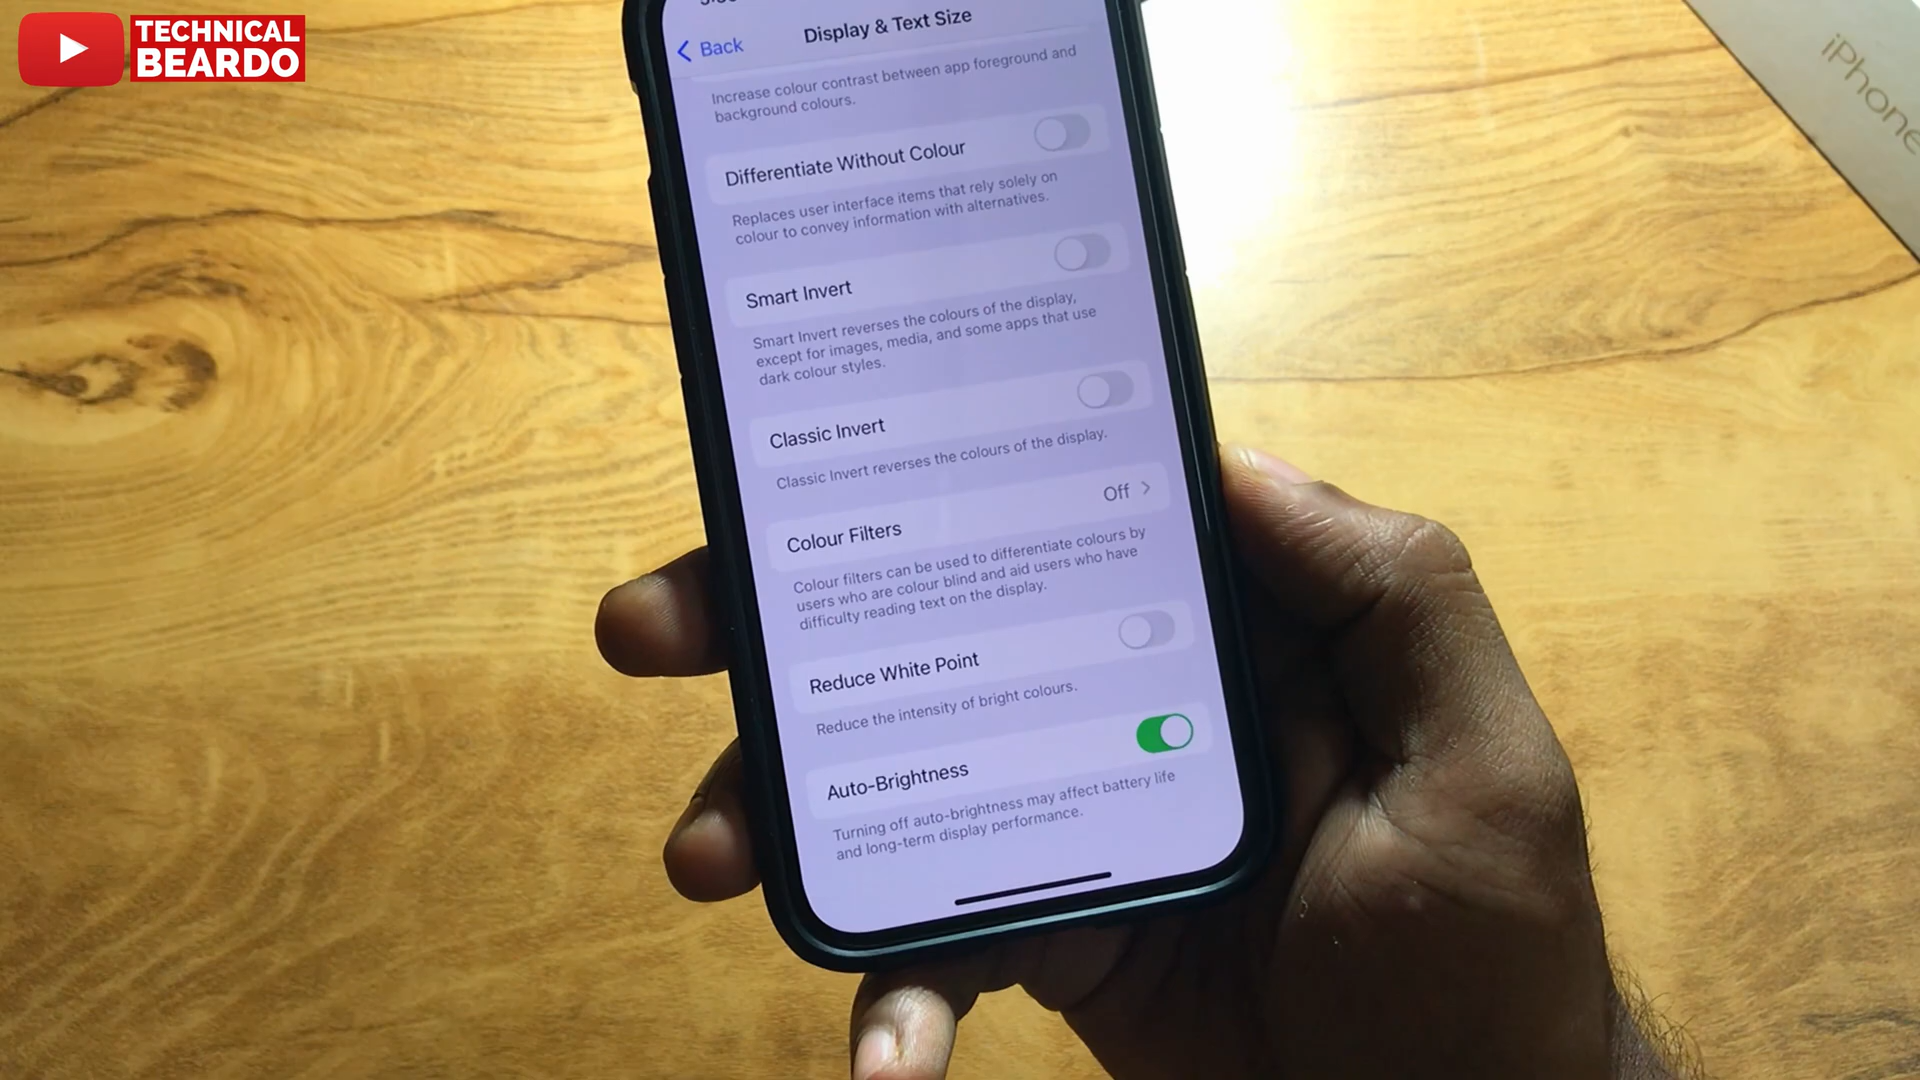 TECHNICAL
BEARDO
Back
Display & Text Size
Increase colour contrast between app foreground and
background colours.
Differentiate Without Colour
Replaces user interface items that rely solely on
colour to convey information with alternatives.
Smart Invert
Smart Invert reverses the colours of the display,
except for images, media, and some apps that use
dark colour styles.
Classic Invert
Classic Invert reverses the colours of the display.
Colour Filters
Off
Colour filters can be used to differentiate colours by
users who are colour blind and aid users who have
difficulty reading text on the display.
Reduce White Point
Reduce the intensity of bright colours.
Auto-Brightness
Turning off auto-brightness may affect battery life
and long-term display performance.
iPhone